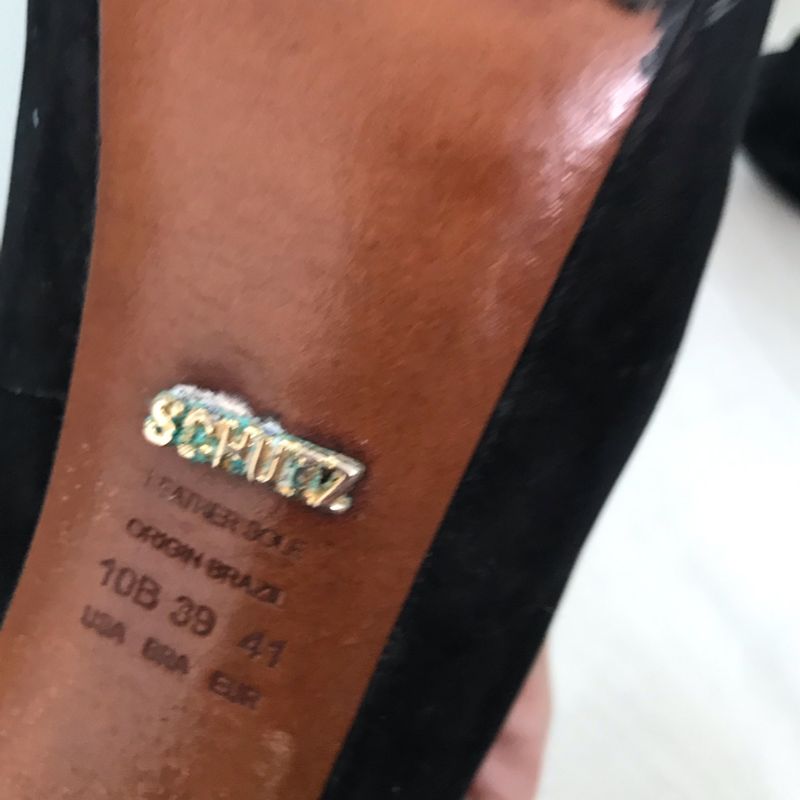 SCHUTZ
LEATHER SOLE
ORIGIN BRAZIL
10B 39 41
USA BRA EUR